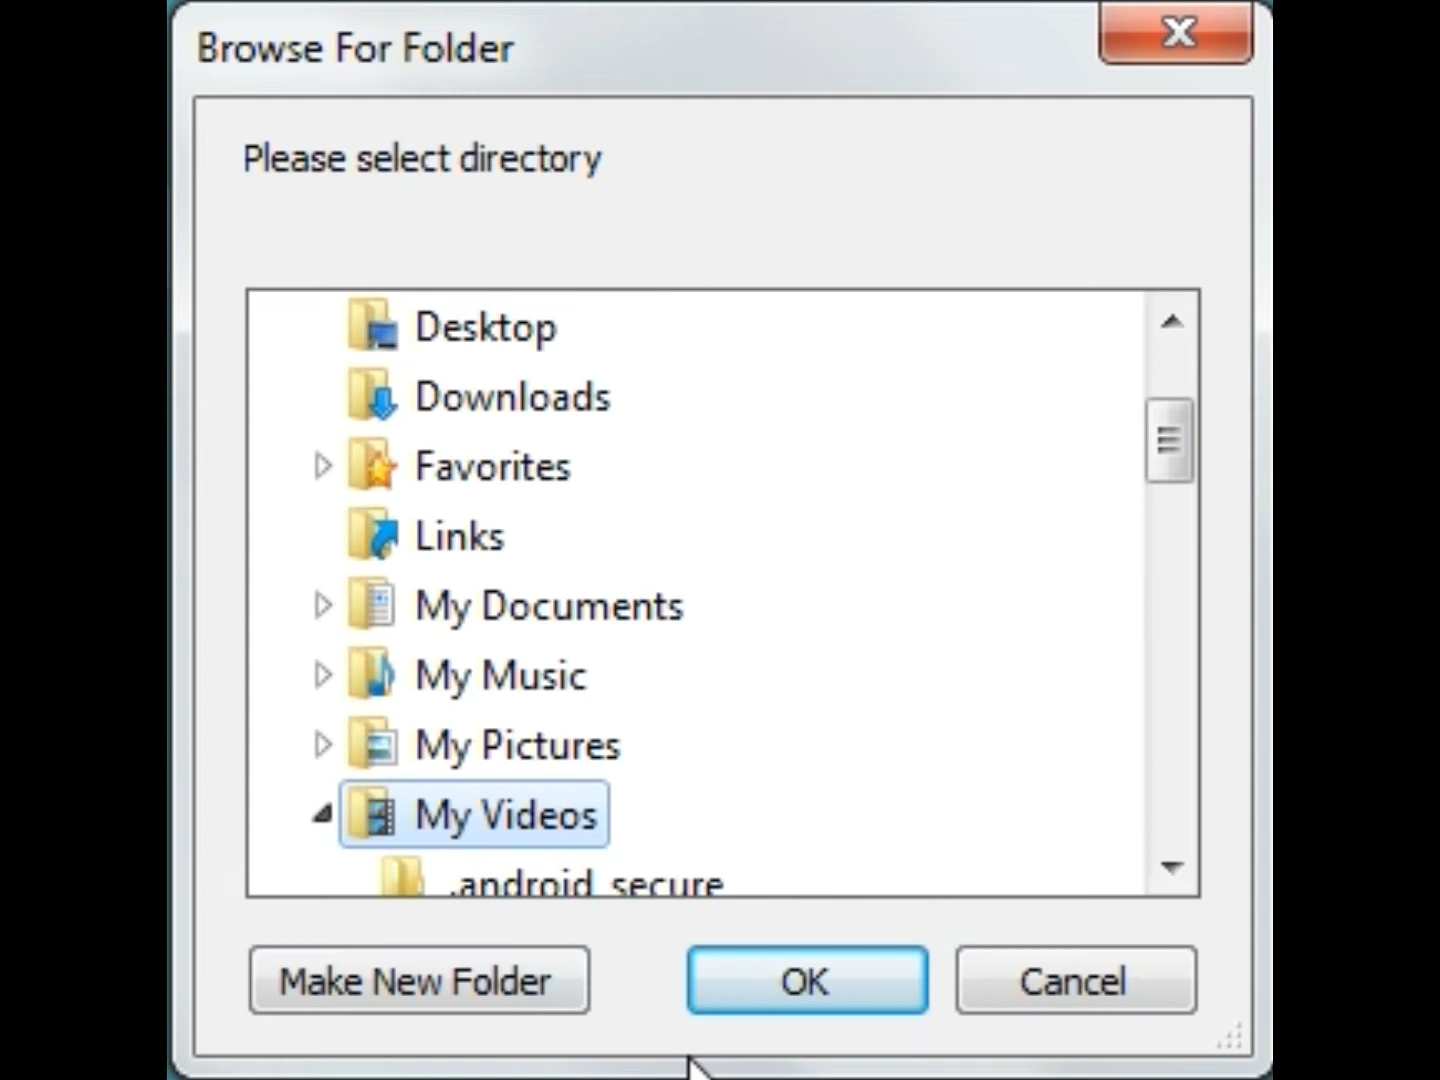 Browse For Folder
Please select directory
Desktop
Downloads
Favorites
Links
My Documents
My Music
My Pictures
My Videos
.android_secure
Make New Folder
OK
Cancel